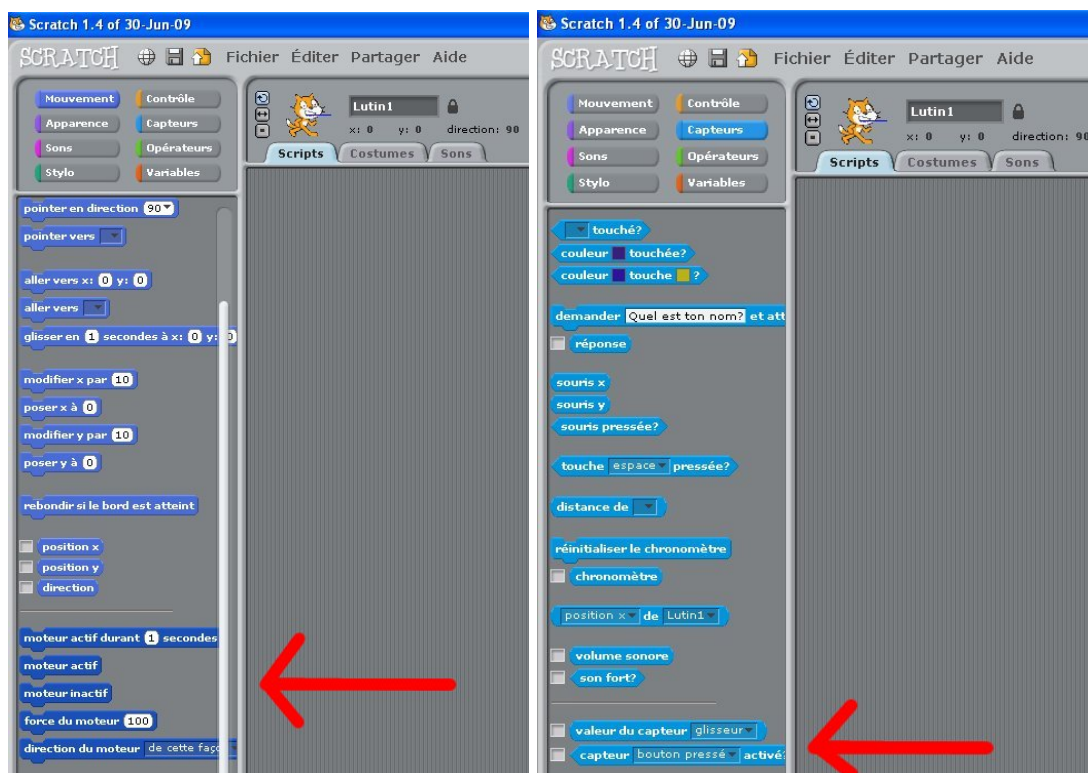 Scratch 1.4 of 30-Jun-09
SCRATCH Fichier Éditer Partager Aide
Mouvement Contrôle
Apparence Capteurs
Sons Opérateurs
Stylo Variables
Lutin1
x: 0 y: 0 direction: 90
Scripts Costumes Sons
pointer en direction 90
pointer vers
aller vers x: 0 y: 0
aller vers
glisser en 1 secondes à x: 0 y: 0
modifier x par 10
poser x à 0
modifier y par 10
poser y à 0
rebondir si le bord est atteint
position x
position y
direction
moteur actif durant 1 secondes
moteur actif
moteur inactif
force du moteur 100
direction du moteur de cette faço
Scratch 1.4 of 30-Jun-09
SCRATCH Fichier Éditer Partager Aide
Mouvement Contrôle
Apparence Capteurs
Sons Opérateurs
Stylo Variables
Lutin1
x: 0 y: 0 direction: 90
Scripts Costumes Sons
touché?
couleur touchée?
couleur touche ?
demander Quel est ton nom? et att
réponse
souris x
souris y
souris pressée?
touche espace pressée?
distance de
réinitialiser le chronomètre
chronomètre
position x de Lutin1
volume sonore
son fort?
valeur du capteur glisseur
capteur bouton pressé activé?